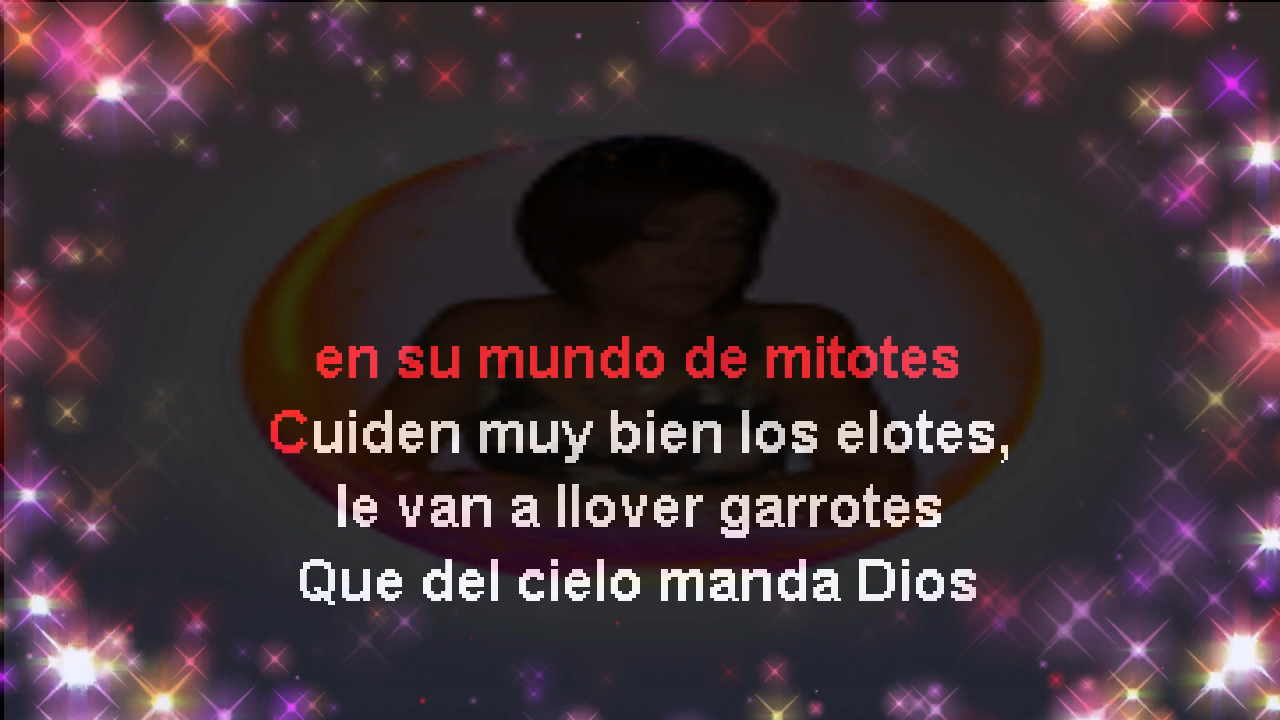 en su mundo de mitotes
Cuiden muy bien los elotes,
le van a llover garrotes
Que del cielo manda Dios